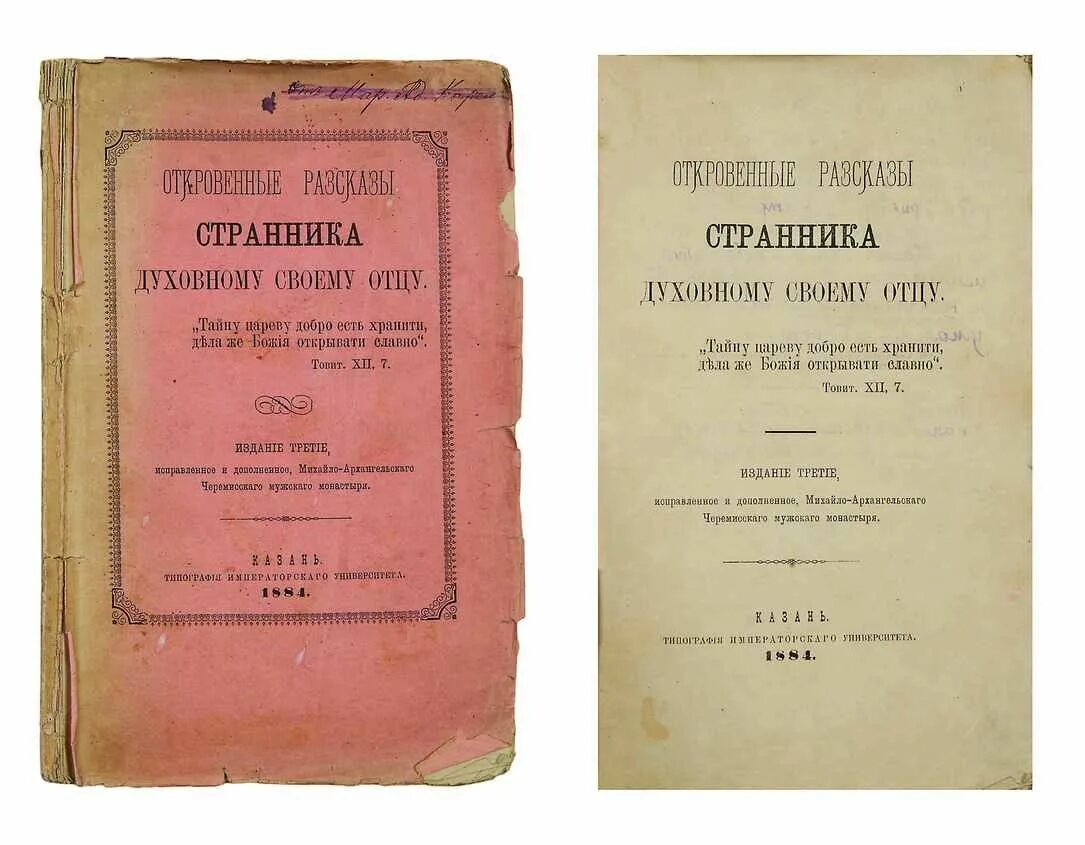 Мар. Ад.
ОТКРОВЕННЫЕ РАЗСКАЗЫ
СТРАННИКА
ДУХОВНОМУ СВОЕМУ ОТЦУ.
„Тайну цареву добро есть хранити,
дѣла же Божія открывати славно“.
Товит. XII, 7.
ИЗДАНІЕ ТРЕТІЕ,
исправленное и дополненное, Михайло-Архангельскаго
Черемисскаго мужскаго монастыря.
КАЗАНЬ.
ТИПОГРАФІЯ ИМПЕРАТОРСКАГО УНИВЕРСИТЕТА.
1884.
ОТКРОВЕННЫЕ РАЗСКАЗЫ
СТРАННИКА
ДУХОВНОМУ СВОЕМУ ОТЦУ.
„Тайну цареву добро есть хранити,
дѣла же Божія открывати славно“.
Товит. XII, 7.
ИЗДАНІЕ ТРЕТІЕ,
исправленное и дополненное, Михайло-Архангельскаго
Черемисскаго мужскаго монастыря.
КАЗАНЬ.
ТИПОГРАФІЯ ИМПЕРАТОРСКАГО УНИВЕРСИТЕТА.
1884.